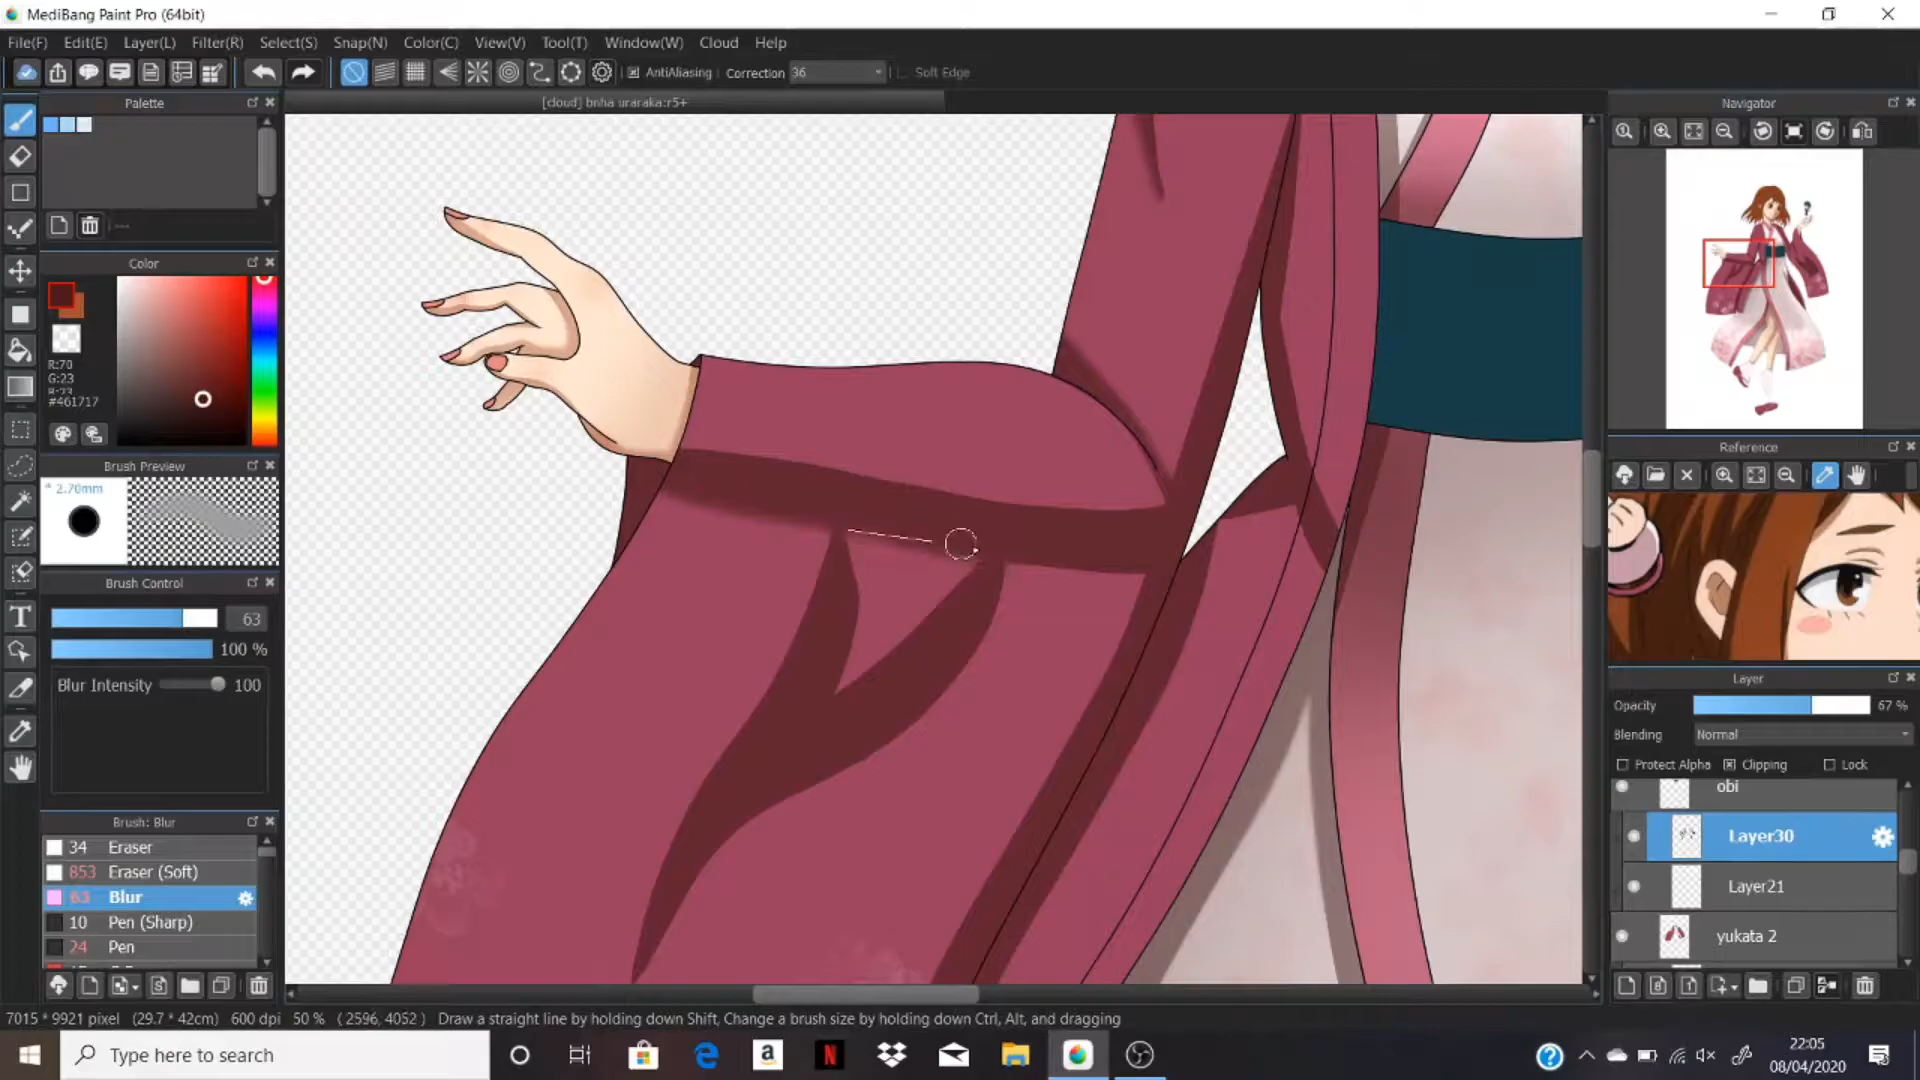 MediBang Paint Pro (64bit)
File(F) Edit(E) Layer(L) Filter(R) Select(S) Snap(N) Color(C) View(V) Tool(T) Window(W) Cloud Help
AntiAliasing Correction 36 Soft Edge
Palette
[cloud] bnha uraraka:r5+
Navigator
Color
R:70
G:23
B:23
#461717
Brush Preview
* 2.70mm
Brush Control
63
100 %
Blur Intensity 100
Brush: Blur
34 Eraser
853 Eraser (Soft)
63 Blur
10 Pen (Sharp)
24 Pen
Reference
Layer
Opacity 67 %
Blending Normal
Protect Alpha Clipping Lock
obi
Layer30
Layer21
yukata 2
7015 * 9921 pixel (29.7 * 42cm) 600 dpi 50 % ( 2596, 4052 ) Draw a straight line by holding down Shift, Change a brush size by holding down Ctrl, Alt, and dragging
Type here to search
22:05
08/04/2020